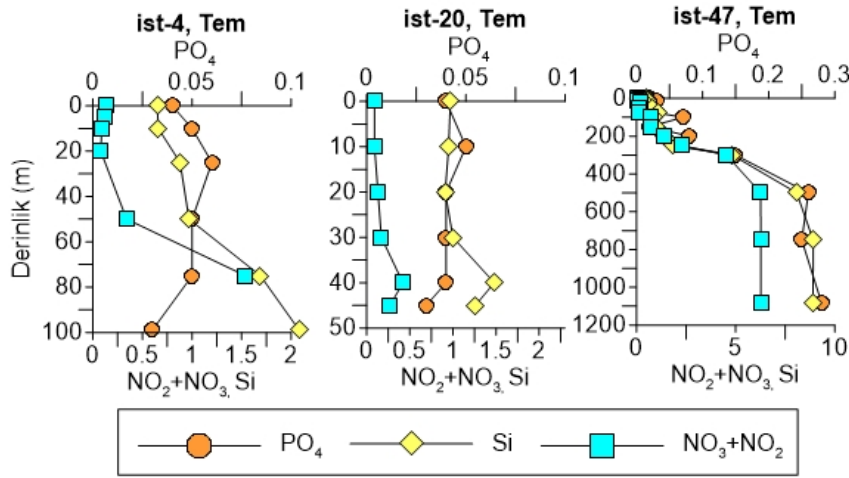 ist-4, Tem
PO4
0 0.05 0.1
0
20
40
60
80
100
Derinlik (m)
0 0.5 1 1.5 2
NO2+NO3, Si
ist-20, Tem
PO4
0 0.05 0.1
0
10
20
30
40
50
0 0.5 1 1.5 2
NO2+NO3, Si
ist-47, Tem
PO4
0 0.1 0.2 0.3
0
200
400
600
800
1000
1200
0 5 10
NO2+NO3, Si
PO4 Si NO3+NO2